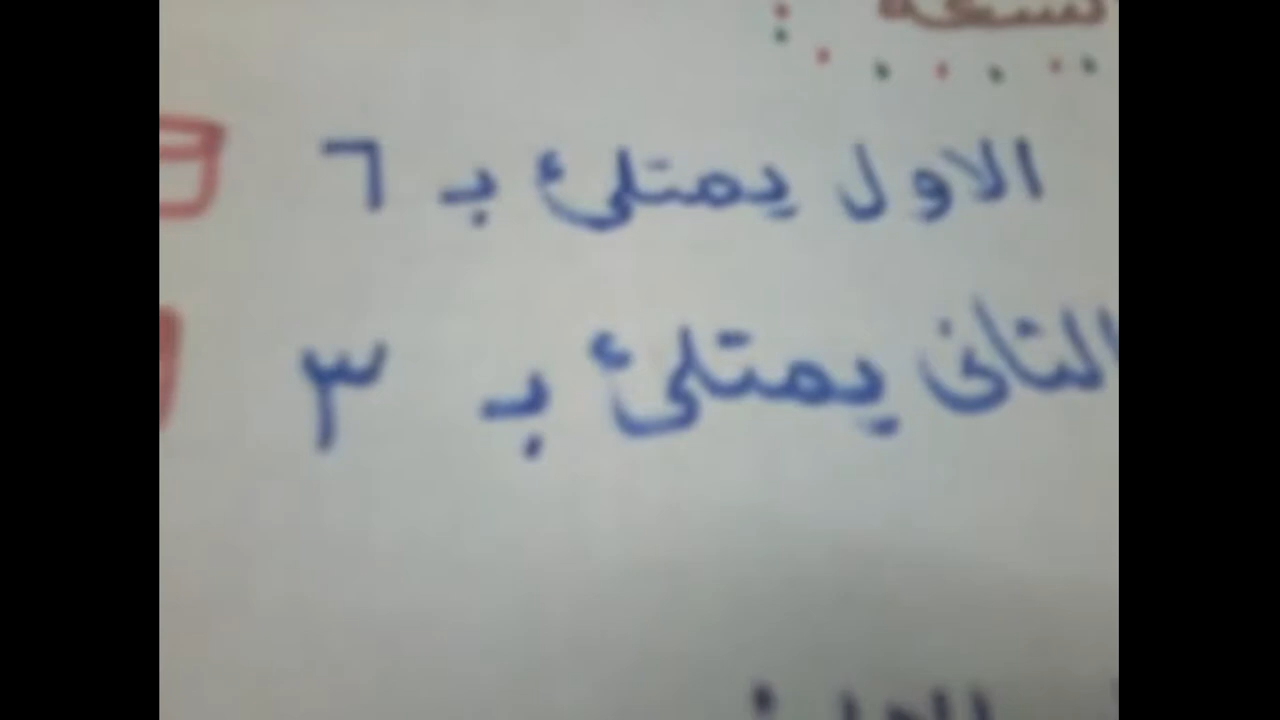 الاول يمتلئ بـ ٦
الثانى يمتلئ بـ ٣